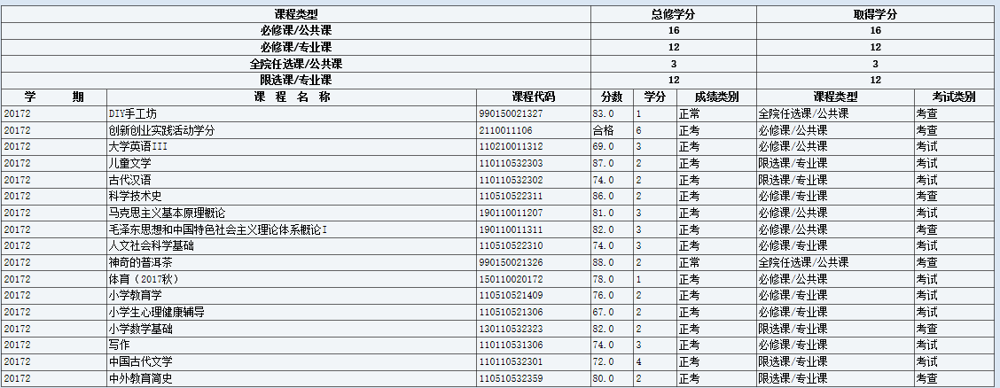 课程类型 总修学分 取得学分
必修课/公共课 16 16
必修课/专业课 12 12
全院任选课/公共课 3 3
限选课/专业课 12 12
学 期 课 程 名 称 课程代码 分数 学分 成绩类别 课程类型 考试类别
20172 DIY手工坊 990150021327 83.0 1 正常 全院任选课/公共课 考查
20172 创新创业实践活动学分 2110011106 合格 6 正考 必修课/公共课 考查
20172 大学英语III 110210011312 69.0 3 正考 必修课/公共课 考试
20172 儿童文学 110110532303 87.0 2 正考 限选课/专业课 考试
20172 古代汉语 110110532302 74.0 2 正考 限选课/专业课 考试
20172 科学技术史 110510522311 86.0 2 正考 必修课/专业课 考查
20172 马克思主义基本原理概论 190110011207 81.0 3 正考 必修课/公共课 考试
20172 毛泽东思想和中国特色社会主义理论体系概论I 190110011311 82.0 3 正考 必修课/公共课 考查
20172 人文社会科学基础 110510522310 74.0 3 正考 必修课/专业课 考试
20172 神奇的普洱茶 990150021326 88.0 2 正常 全院任选课/公共课 考查
20172 体育（2017秋） 150110020172 78.0 1 正考 必修课/公共课 考试
20172 小学教育学 110510521409 76.0 2 正考 必修课/专业课 考试
20172 小学生心理健康辅导 110510521306 67.0 2 正考 必修课/专业课 考试
20172 小学数学基础 130110532323 82.0 2 正考 限选课/专业课 考查
20172 写作 110110531306 74.0 3 正考 必修课/专业课 考试
20172 中国古代文学 110110532301 72.0 4 正考 限选课/专业课 考试
20172 中外教育简史 110510532359 80.0 2 正考 限选课/专业课 考查